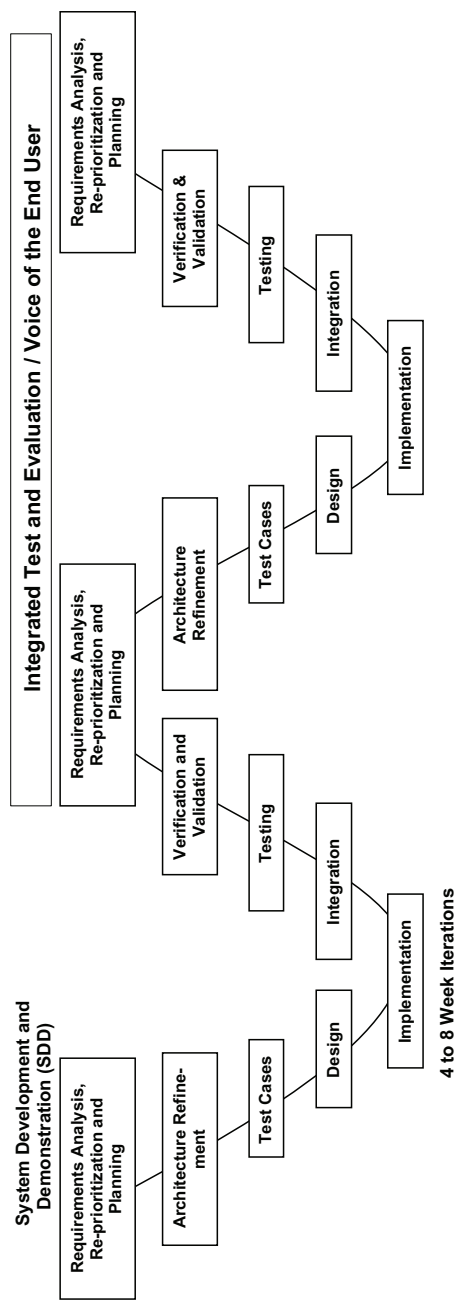 System Development and
Demonstration (SDD)
Integrated Test and Evaluation / Voice of the End User
Requirements Analysis,
Re-prioritization and
Planning
Architecture Refine-
ment
Test Cases
Design
Implementation
Integration
Testing
Verification and
Validation
Requirements Analysis,
Re-prioritization and
Planning
Architecture
Refinement
Test Cases
Design
Implementation
Integration
Testing
Verification &
Validation
Requirements Analysis,
Re-prioritization and
Planning
4 to 8 Week Iterations